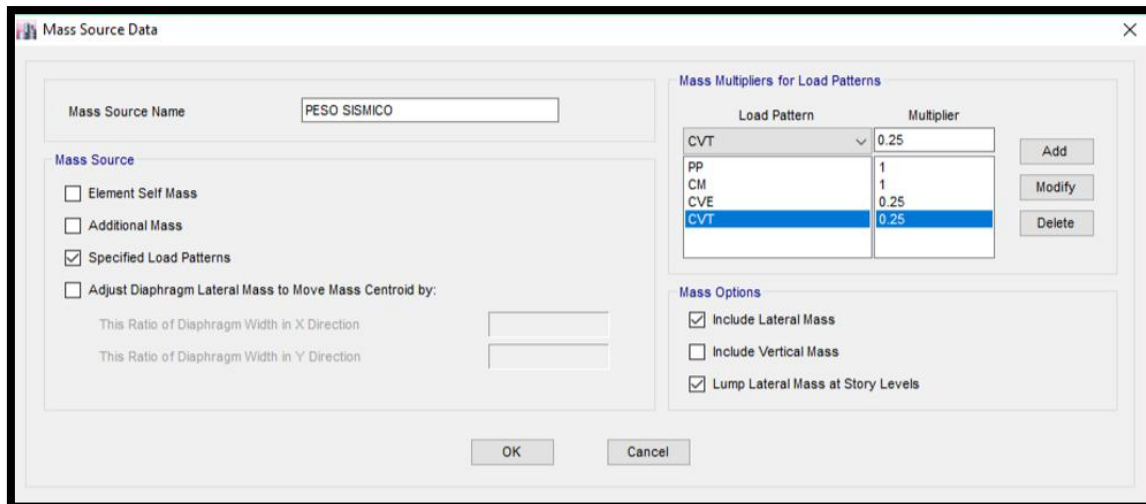 Mass Source Data
Mass Source Name PESO SISMICO
Mass Source
Element Self Mass
Additional Mass
Specified Load Patterns
Adjust Diaphragm Lateral Mass to Move Mass Centroid by:
This Ratio of Diaphragm Width in X Direction
This Ratio of Diaphragm Width in Y Direction
Mass Multipliers for Load Patterns
Load Pattern Multiplier
CVT 0.25 Add
PP 1
CM 1 Modify
CVE 0.25
CVT 0.25 Delete
Mass Options
Include Lateral Mass
Include Vertical Mass
Lump Lateral Mass at Story Levels
OK Cancel